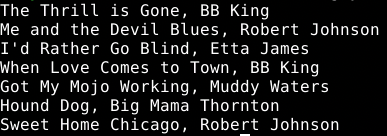 The Thrill is Gone, BB King
Me and the Devil Blues, Robert Johnson
I'd Rather Go Blind, Etta James
When Love Comes to Town, BB King
Got My Mojo Working, Muddy Waters
Hound Dog, Big Mama Thornton
Sweet Home Chicago, Robert Johnson